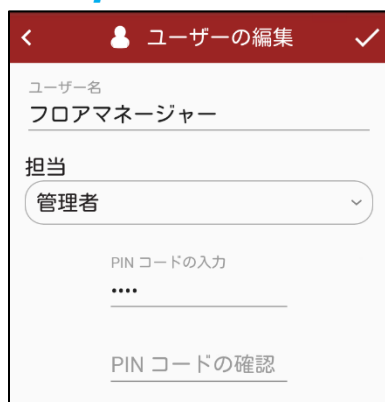 ユーザーの編集
ユーザー名
フロアマネージャー
担当
管理者
PIN コードの入力
••••
PIN コードの確認